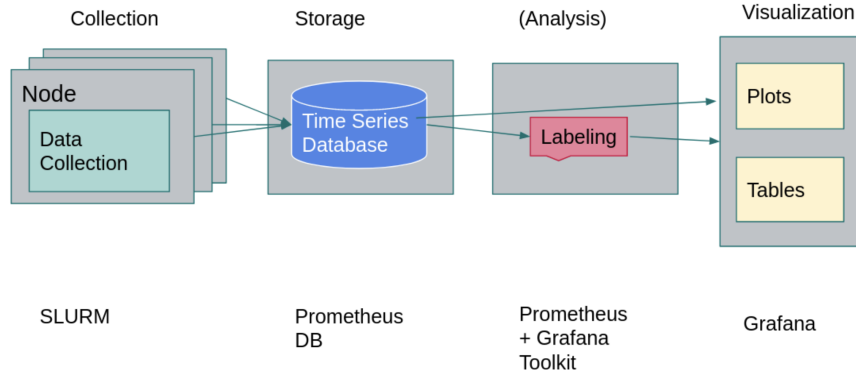 Collection
Storage
(Analysis)
Visualization
Node
Data
Collection
Time Series
Database
Labeling
Plots
Tables
SLURM
Prometheus
DB
Prometheus
+ Grafana
Toolkit
Grafana